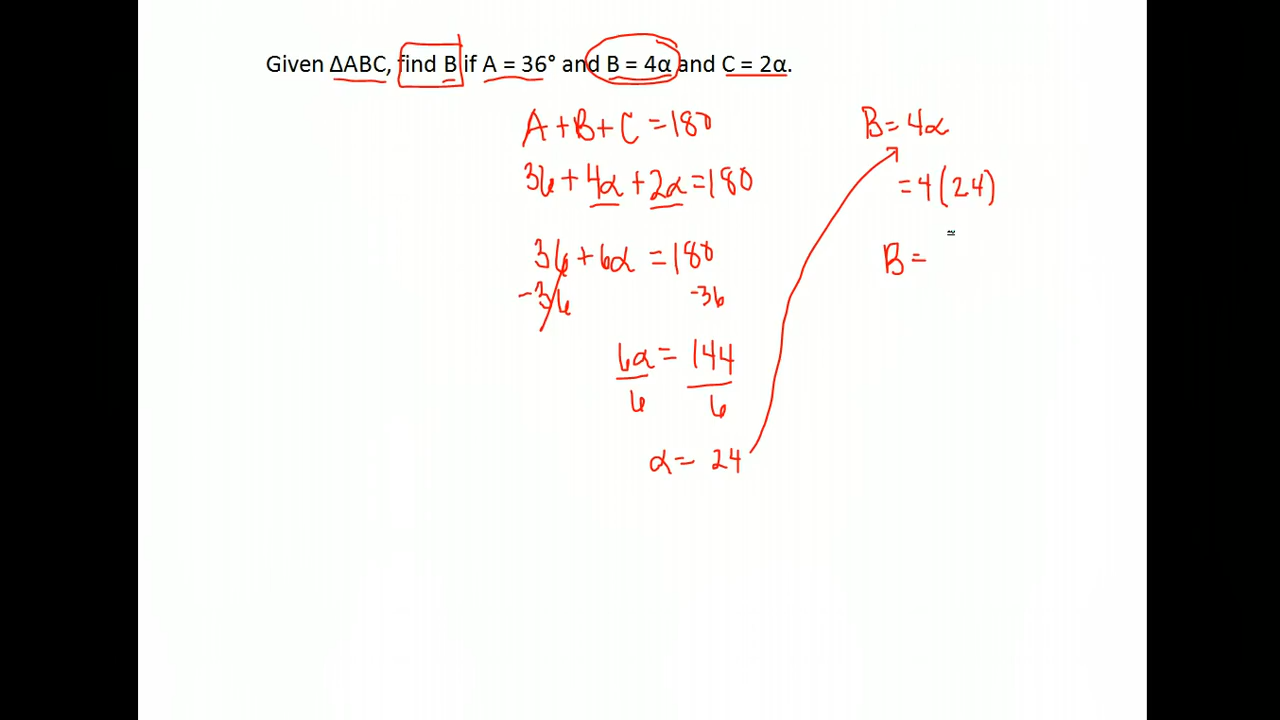 Given ΔABC, find B if A = 36° and B = 4α and C = 2α.
A + B + C = 180
36 + 4α + 2α = 180
36 + 6α = 180
-36 -36
6α = 144
6 6
α = 24
B = 4α
= 4(24)
B =